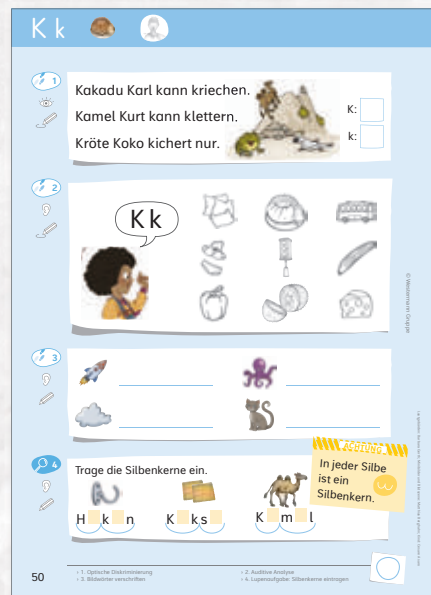 K k
1
Kakadu Karl kann kriechen.
Kamel Kurt kann klettern.
Kröte Koko kichert nur.
K:
k:
2
K k
© Westermann Gruppe
3
4
Trage die Silbenkerne ein.
ACHTUNG
In jeder Silbe
ist ein
Silbenkern.
H k n
K ks
K m l
50
› 1. Optische Diskriminierung
› 2. Auditive Analyse
› 3. Bildwörter verschriften
› 4. Lupenaufgabe: Silbenkerne eintragen